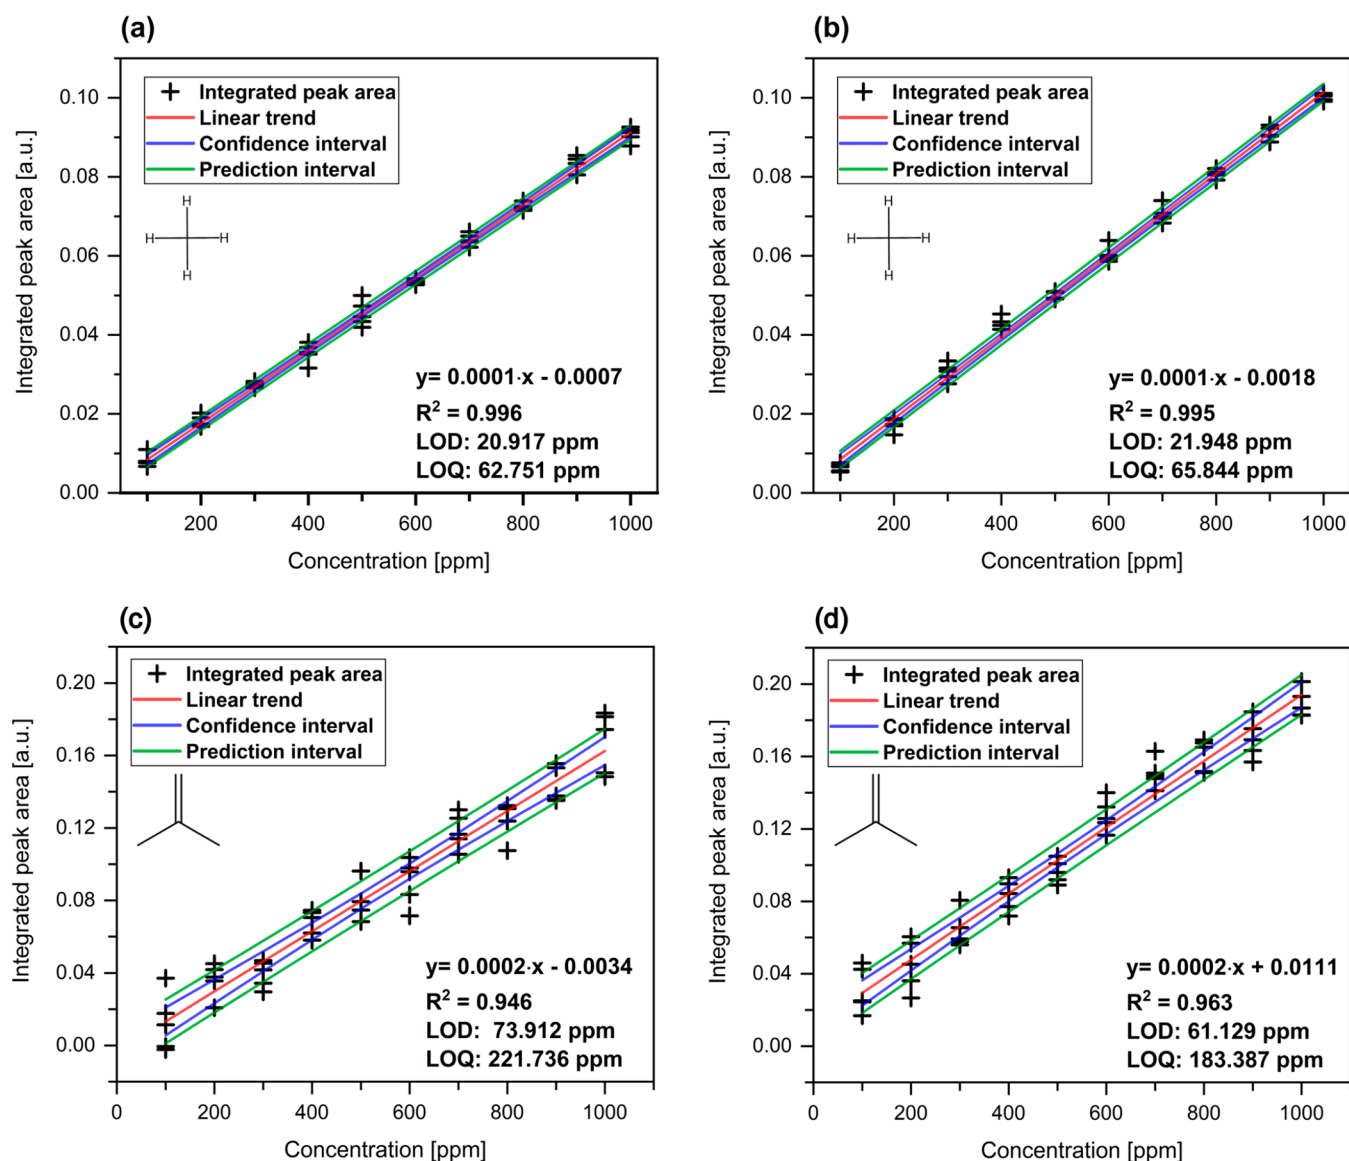 (a)
Integrated peak area
Linear trend
Confidence interval
Prediction interval
H
H
H
H
y= 0.0001·x - 0.0007
R² = 0.996
LOD: 20.917 ppm
LOQ: 62.751 ppm
0.10
0.08
0.06
0.04
0.02
0.00
Integrated peak area [a.u.]
200 400 600 800 1000
Concentration [ppm]
(b)
Integrated peak area
Linear trend
Confidence interval
Prediction interval
H
H
H
H
y= 0.0001·x - 0.0018
R² = 0.995
LOD: 21.948 ppm
LOQ: 65.844 ppm
0.10
0.08
0.06
0.04
0.02
0.00
Integrated peak area [a.u.]
200 400 600 800 1000
Concentration [ppm]
(c)
Integrated peak area
Linear trend
Confidence interval
Prediction interval
y= 0.0002·x - 0.0034
R² = 0.946
LOD: 73.912 ppm
LOQ: 221.736 ppm
0.20
0.16
0.12
0.08
0.04
0.00
Integrated peak area [a.u.]
0 200 400 600 800 1000
Concentration [ppm]
(d)
Integrated peak area
Linear trend
Confidence interval
Prediction interval
y= 0.0002·x + 0.0111
R² = 0.963
LOD: 61.129 ppm
LOQ: 183.387 ppm
0.20
0.16
0.12
0.08
0.04
0.00
Integrated peak area [a.u.]
0 200 400 600 800 1000
Concentration [ppm]